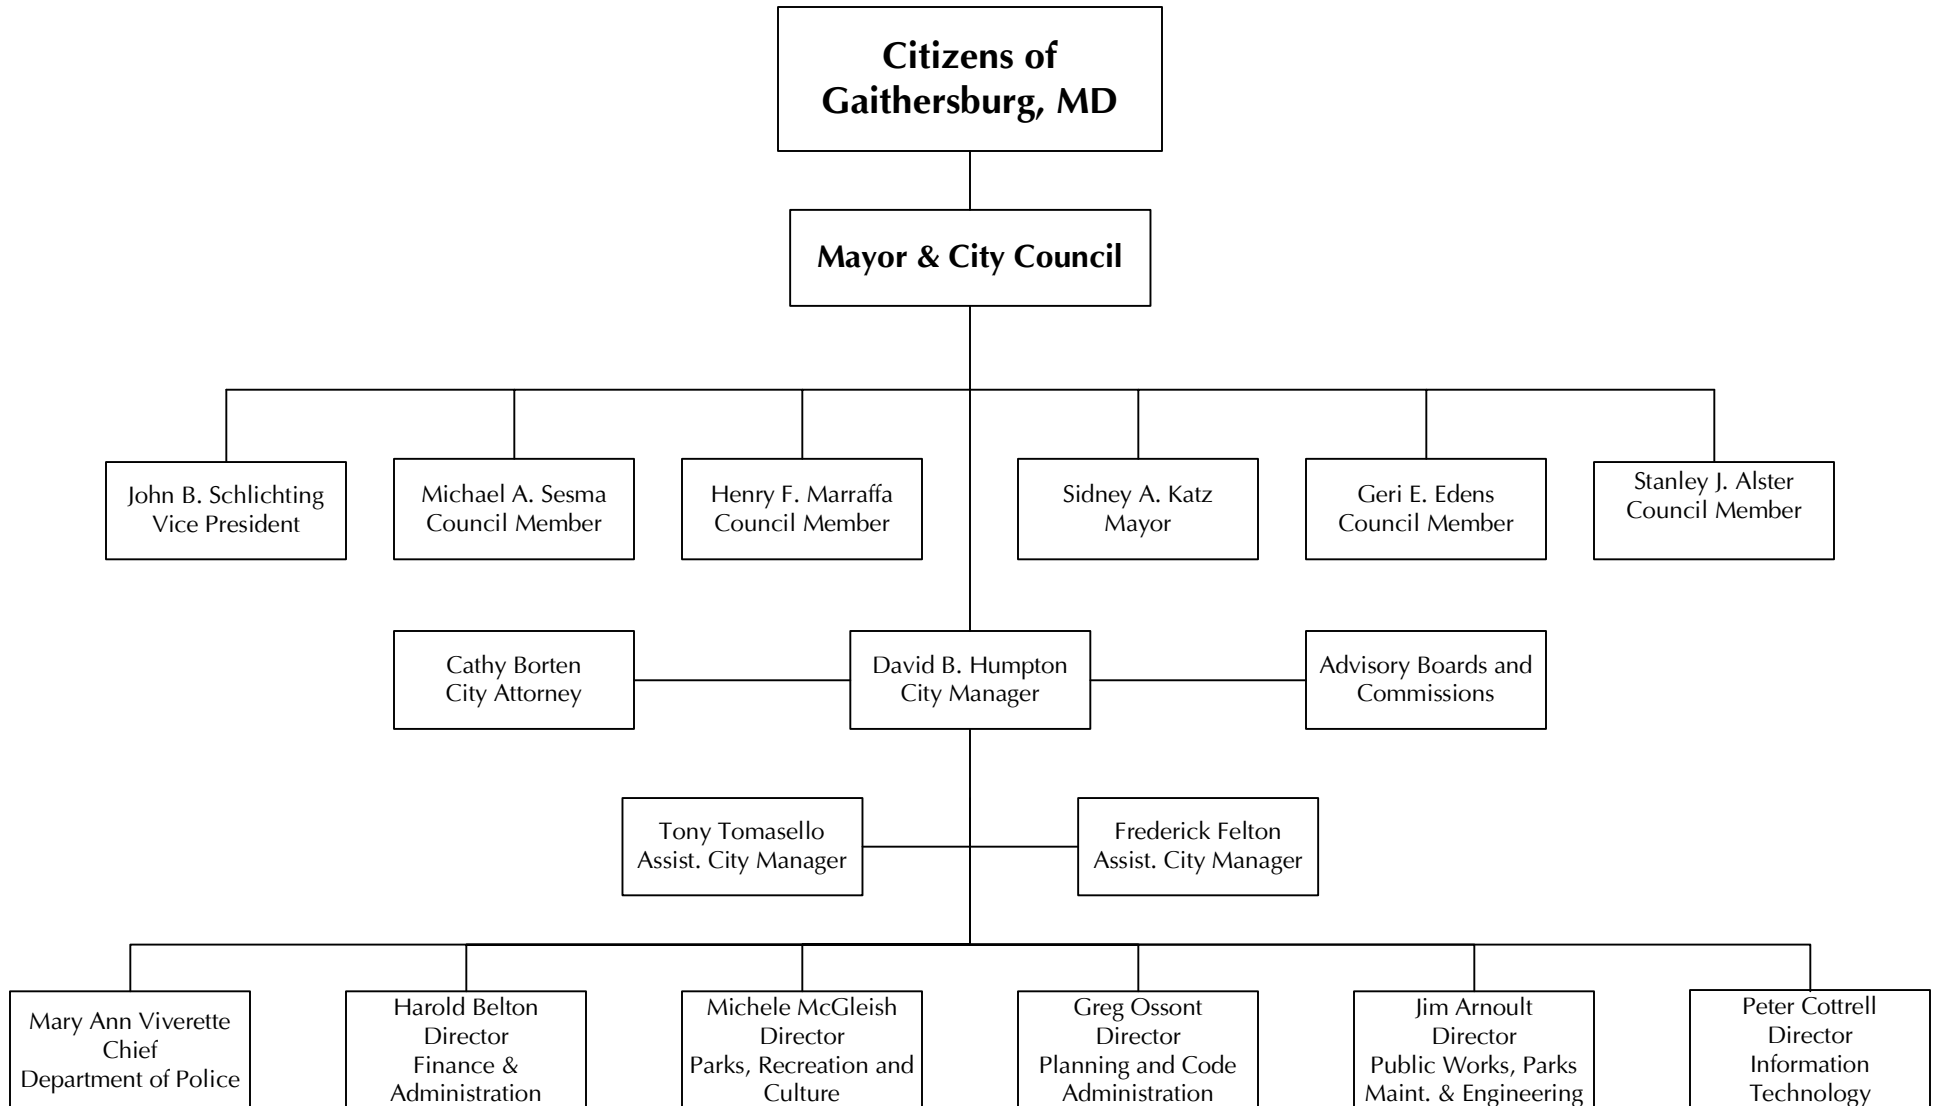 Citizens of
Gaithersburg, MD
Mayor & City Council
John B. Schlichting
Vice President
Michael A. Sesma
Council Member
Henry F. Marraffa
Council Member
Sidney A. Katz
Mayor
Geri E. Edens
Council Member
Stanley J. Alster
Council Member
Cathy Borten
City Attorney
David B. Humpton
City Manager
Advisory Boards and
Commissions
Tony Tomasello
Assist. City Manager
Frederick Felton
Assist. City Manager
Mary Ann Viverette
Chief
Department of Police
Harold Belton
Director
Finance &
Administration
Michele McGleish
Director
Parks, Recreation and
Culture
Greg Ossont
Director
Planning and Code
Administration
Jim Arnoult
Director
Public Works, Parks
Maint. & Engineering
Peter Cottrell
Director
Information
Technology